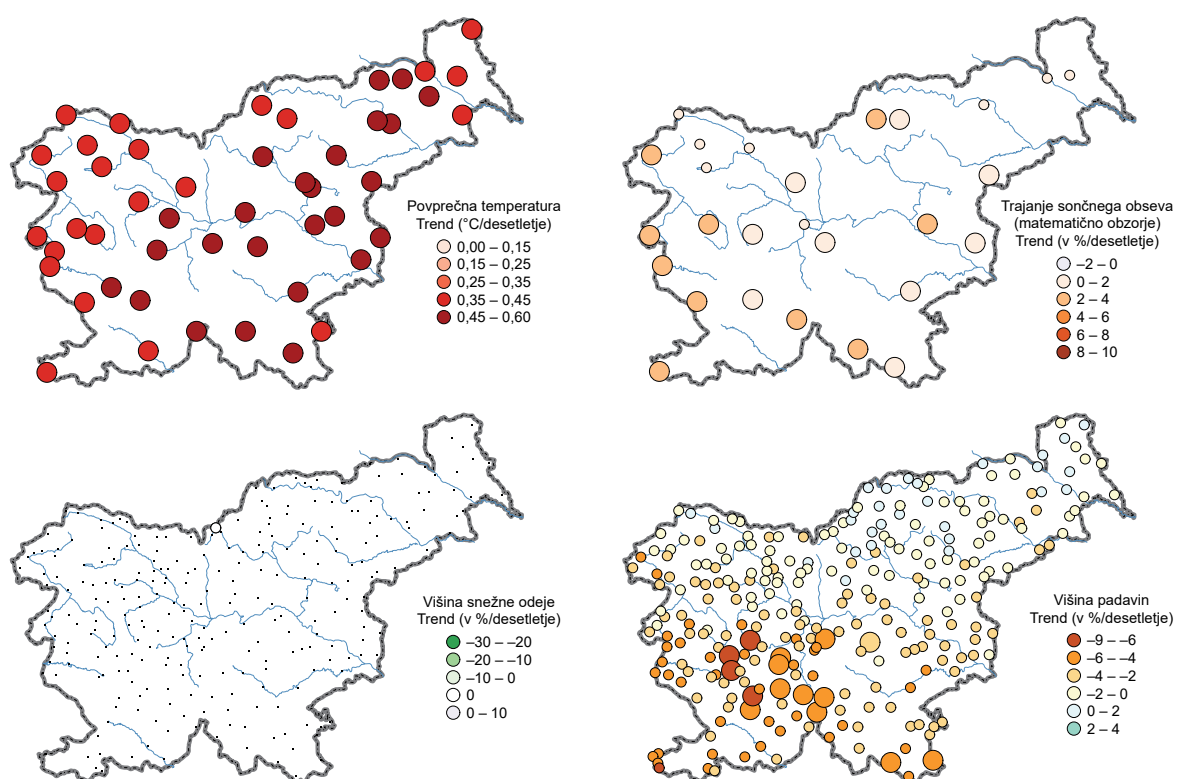 Povprečna temperatura
Trend (°C/desetletje)
0,00 – 0,15
0,15 – 0,25
0,25 – 0,35
0,35 – 0,45
0,45 – 0,60
Trajanje sončnega obseva
(matematično obzorje)
Trend (v %/desetletje)
–2 – 0
0 – 2
2 – 4
4 – 6
6 – 8
8 – 10
Višina snežne odeje
Trend (v %/desetletje)
–30 – –20
–20 – –10
–10 – 0
0
0 – 10
Višina padavin
Trend (v %/desetletje)
–9 – –6
–6 – –4
–4 – –2
–2 – 0
0 – 2
2 – 4